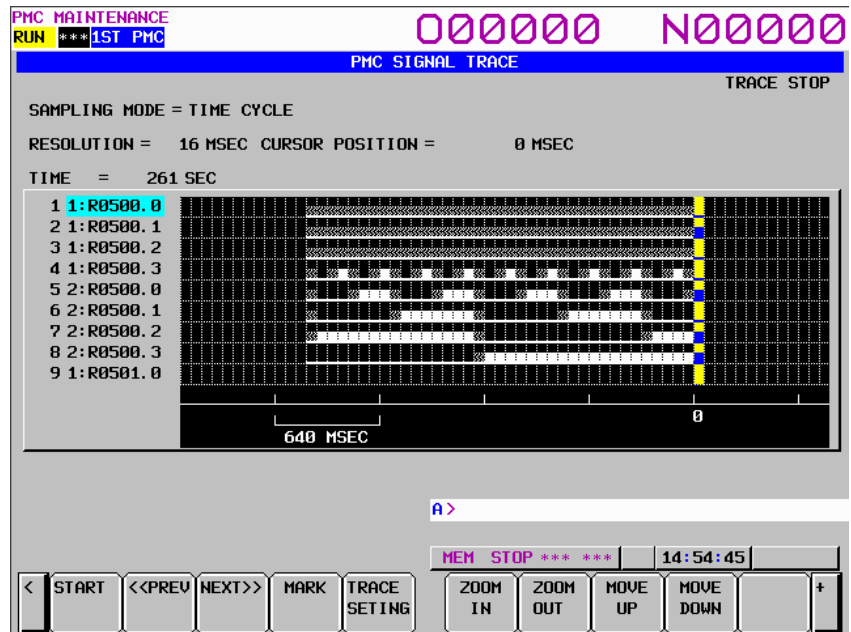 PMC MAINTENANCE O00000 N00000
RUN ***1ST PMC
PMC SIGNAL TRACE
TRACE STOP
SAMPLING MODE = TIME CYCLE
RESOLUTION = 16 MSEC CURSOR POSITION = 0 MSEC
TIME = 261 SEC
1 1:R0500.0
2 1:R0500.1
3 1:R0500.2
4 1:R0500.3
5 2:R0500.0
6 2:R0500.1
7 2:R0500.2
8 2:R0500.3
9 1:R0501.0
0
640 MSEC
A>
MEM STOP *** *** 14:54:45
< START <<PREV NEXT>> MARK TRACE SETING ZOOM IN ZOOM OUT MOVE UP MOVE DOWN +